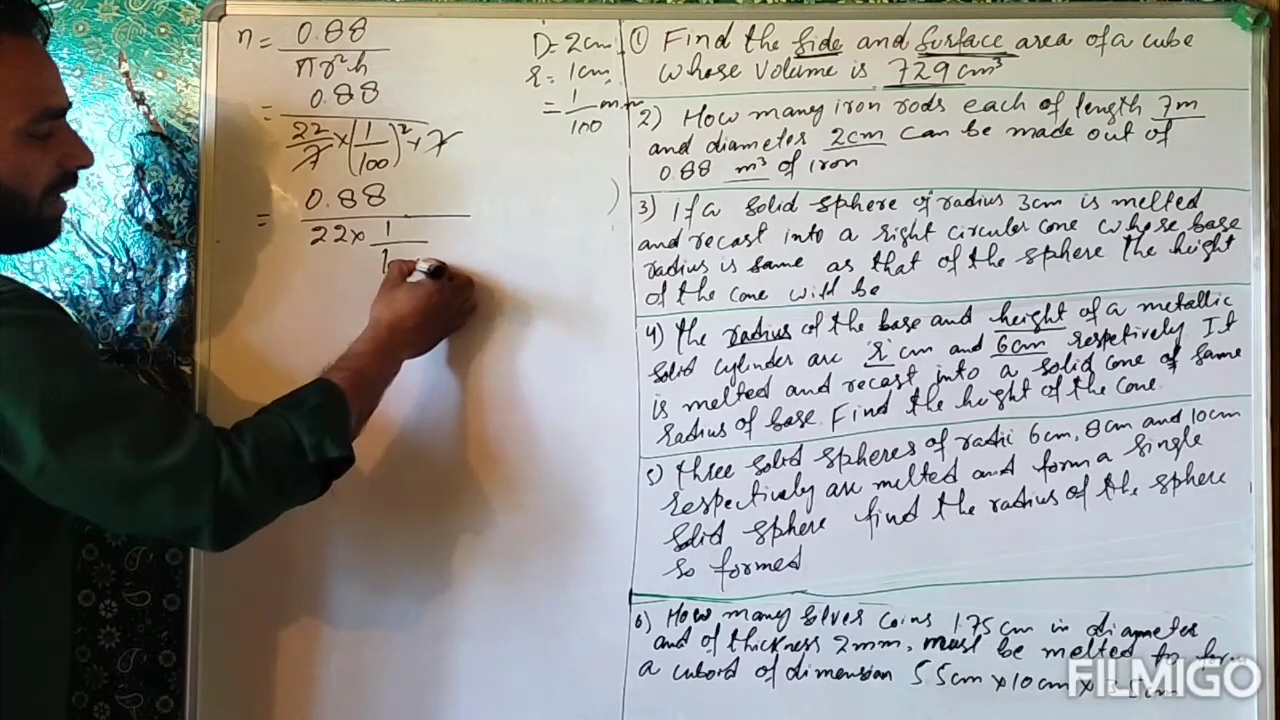 n = 0.88
πr²h
= 0.88
22/7 × (1/100)² × 7
= 0.88
22 × 1
1
D = 2cm
r = 1cm
= 1/100 m
① Find the side and surface area of a cube
whose volume is 729 cm³
2) How many iron rods each of length 7m
and diameter 2cm can be made out of
0.88 m³ of iron
3) If a solid sphere of radius 3cm is melted
and recast into a right circular cone whose base
radius is same as that of the sphere the height
of the cone will be
4) the radius of the base and height of a metallic
solid cylinder are r cm and 6cm respetively It
is melted and recast into a solid cone of same
radius of base. Find the height of the cone.
5) three solid spheres of radii 6cm, 8cm and 10cm
respectively are melted and form a single
solid sphere find the radius of the sphere
so formed
6) How many silver coins 1.75cm in diameter
and of thickness 2mm, must be melted to form
a cuboid of dimension 5.5cm × 10cm × 3.5cm
FILMIGO